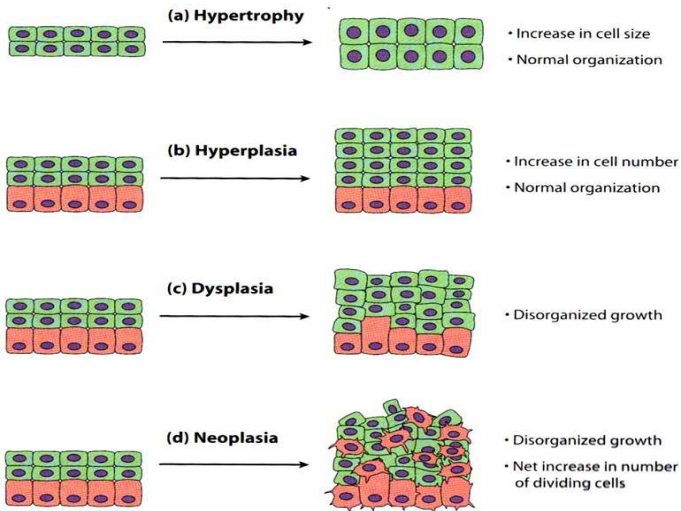 (a) Hypertrophy
• Increase in cell size
• Normal organization
(b) Hyperplasia
• Increase in cell number
• Normal organization
(c) Dysplasia
• Disorganized growth
(d) Neoplasia
• Disorganized growth
• Net increase in number
of dividing cells